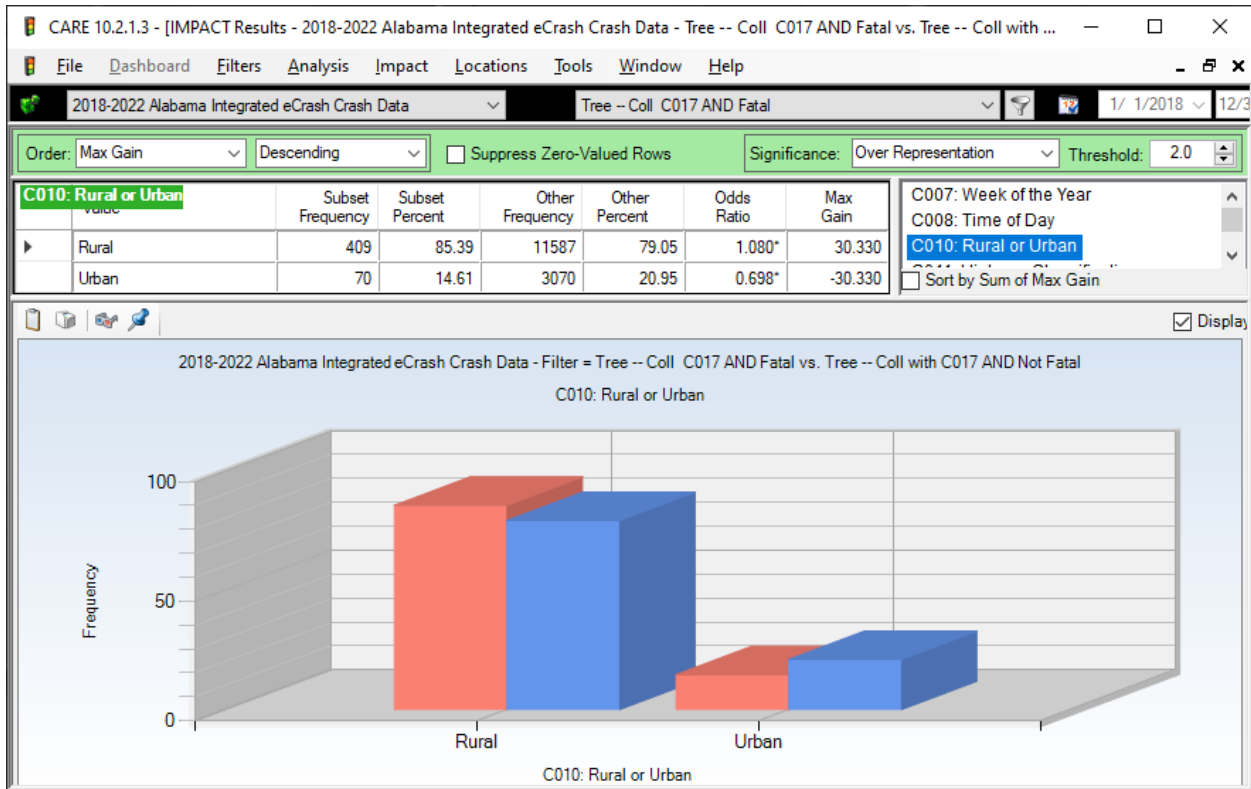 CARE 10.2.1.3 - [IMPACT Results - 2018-2022 Alabama Integrated eCrash Crash Data - Tree -- Coll C017 AND Fatal vs. Tree -- Coll with ...
File Dashboard Filters Analysis Impact Locations Tools Window Help
2018-2022 Alabama Integrated eCrash Crash Data Tree -- Coll C017 AND Fatal 1/ 1/2018 12/3
Order: Max Gain Descending Suppress Zero-Valued Rows Significance: Over Representation Threshold: 2.0
C010: Rural or Urban Subset Frequency Subset Percent Other Frequency Other Percent Odds Ratio Max Gain
Rural 409 85.39 11587 79.05 1.080* 30.330
Urban 70 14.61 3070 20.95 0.698* -30.330
C007: Week of the Year
C008: Time of Day
C010: Rural or Urban
Sort by Sum of Max Gain
Display
2018-2022 Alabama Integrated eCrash Crash Data - Filter = Tree -- Coll C017 AND Fatal vs. Tree -- Coll with C017 AND Not Fatal
C010: Rural or Urban
100
50
0
Frequency
Rural Urban
C010: Rural or Urban